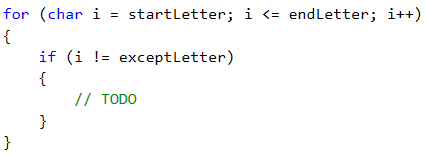 for (char i = startLetter; i <= endLetter; i++)
{
    if (i != exceptLetter)
    {
        // TODO
    }
}